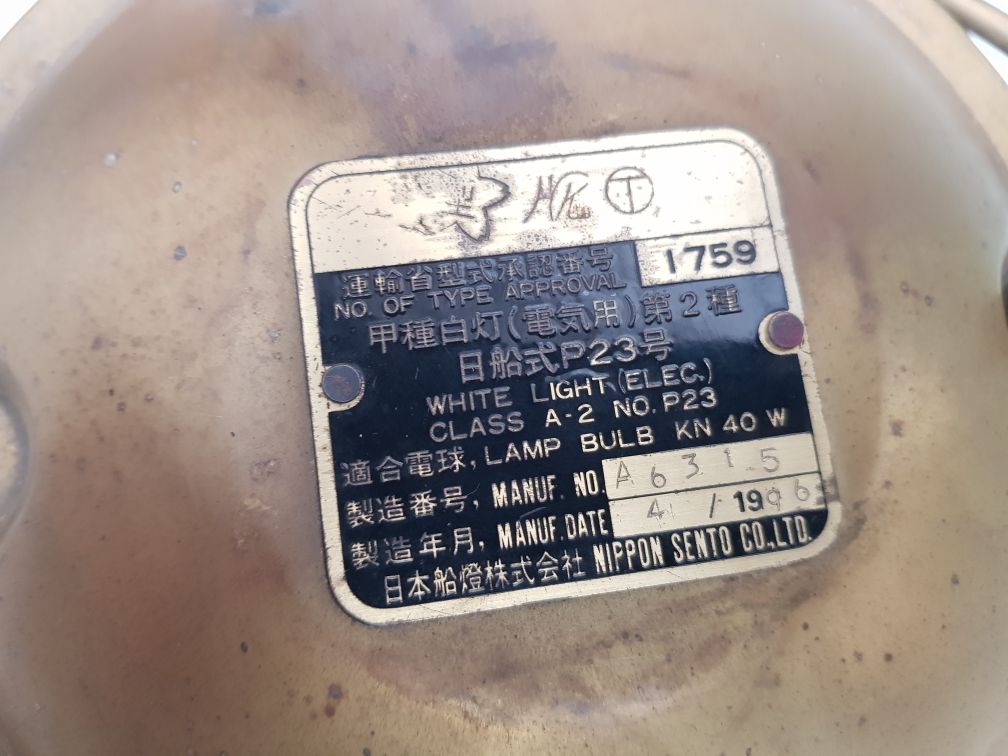 運輸省型式承認番号 1759
NO. OF TYPE APPROVAL
甲種白灯(電気用)第2種
日船式P23号
WHITE LIGHT (ELEC.)
CLASS A-2 NO. P23
適合電球, LAMP BULB KN 40 W
製造番号, MANUF. NO. A6315
製造年月, MANUF. DATE 4 / 1996
日本船燈株式会社 NIPPON SENTO CO., LTD.